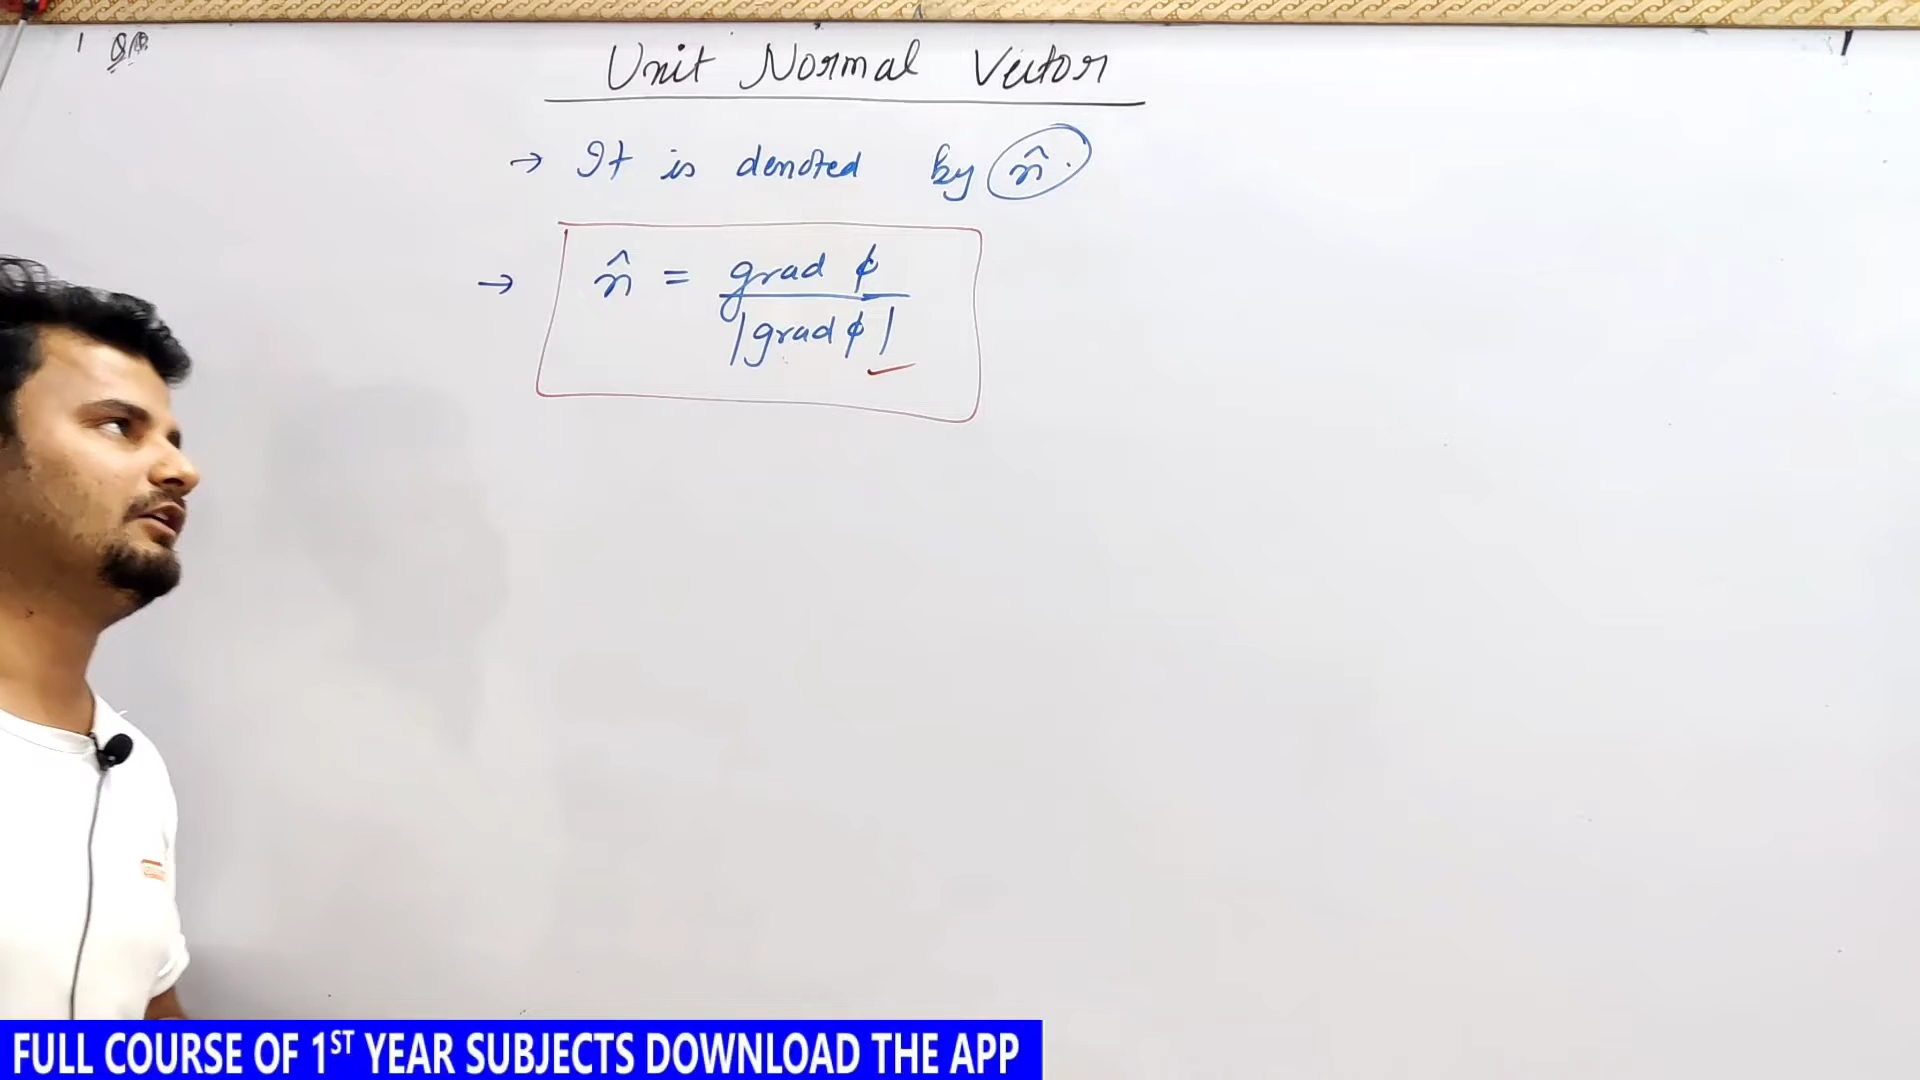 Unit Normal Vector
→ It is denoted by n̂.
→ n̂ = grad ϕ
|grad ϕ|
FULL COURSE OF 1ST YEAR SUBJECTS DOWNLOAD THE APP